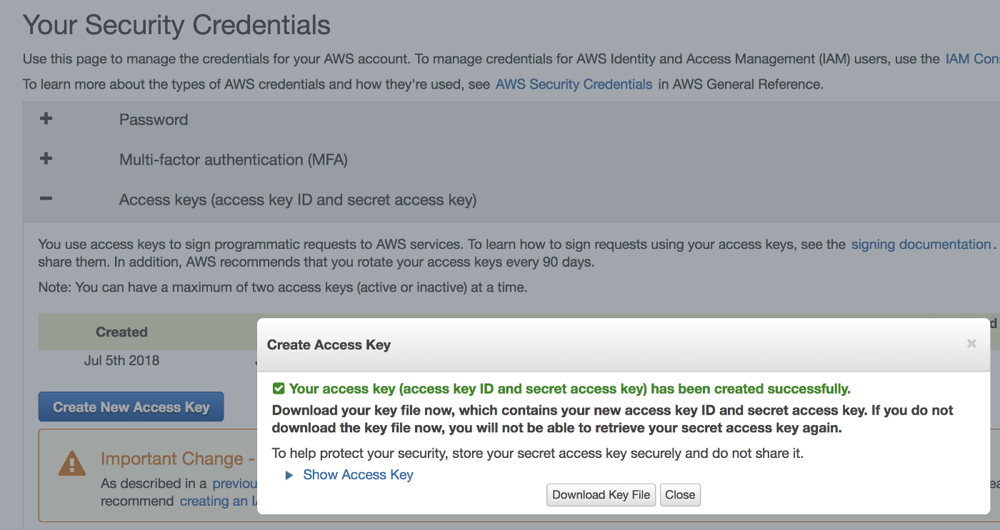 Your Security Credentials
Use this page to manage the credentials for your AWS account. To manage credentials for AWS Identity and Access Management (IAM) users, use the IAM
To learn more about the types of AWS credentials and how they're used, see AWS Security Credentials in AWS General Reference.
Password
Multi-factor authentication (MFA)
Access keys (access key ID and secret access key)
You use access keys to sign programmatic requests to AWS services. To learn how to sign requests using your access keys, see the signing documentation.
share them. In addition, AWS recommends that you rotate your access keys every 90 days.
Note: You can have a maximum of two access keys (active or inactive) at a time.
Created
Jul 5th 2018
Create New Access Key
Important Change -
As described in a
recommend creating an
Create Access Key
Your access key (access key ID and secret access key) has been created successfully.
Download your key file now, which contains your new access key ID and secret access key. If you do not
download the key file now, you will not be able to retrieve your secret access key again.
To help protect your security, store your secret access key securely and do not share it.
Show Access Key
Download Key File
Close